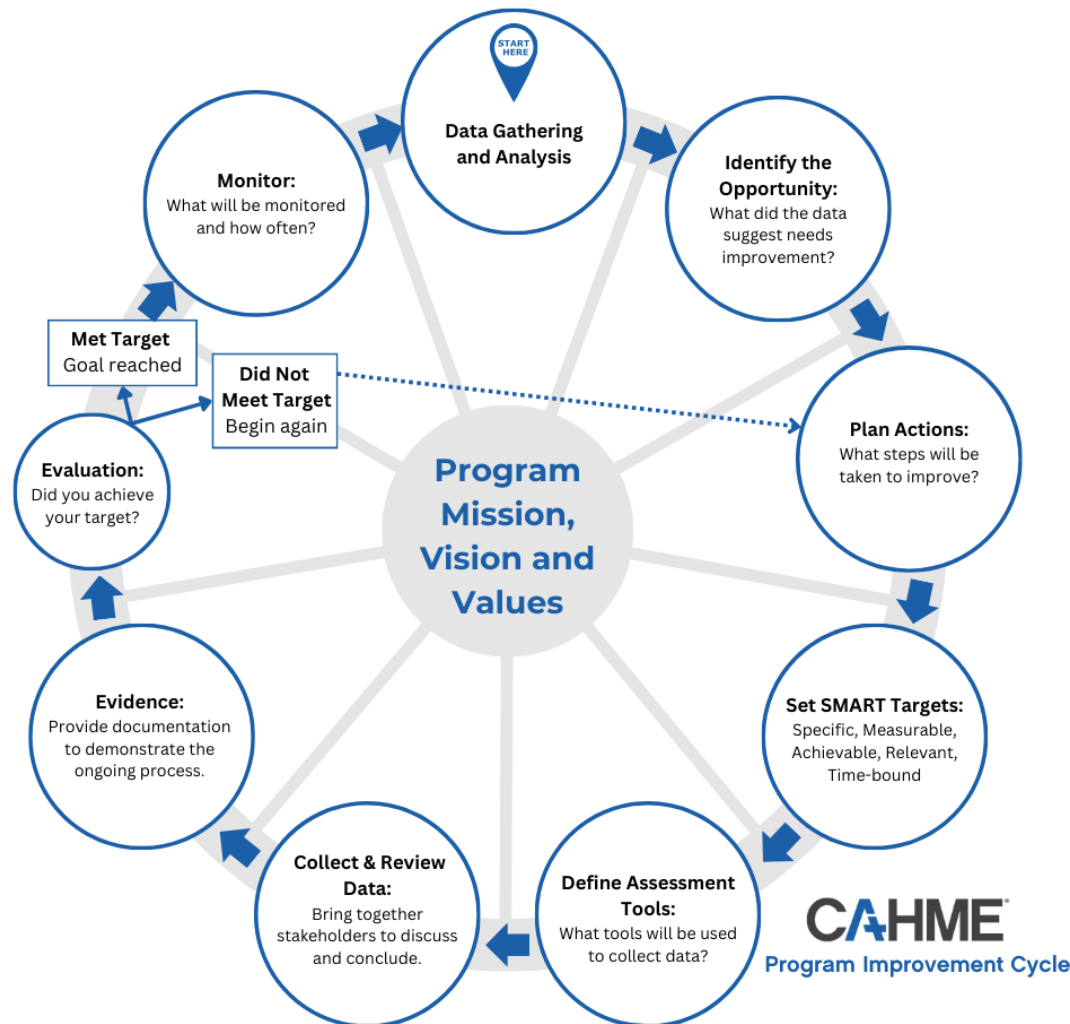 START
HERE
Data Gathering
and Analysis
Identify the
Opportunity:
What did the data
suggest needs
improvement?
Plan Actions:
What steps will be
taken to improve?
Set SMART Targets:
Specific, Measurable,
Achievable, Relevant,
Time-bound
Define Assessment
Tools:
What tools will be used
to collect data?
Collect & Review
Data:
Bring together
stakeholders to discuss
and conclude.
Evidence:
Provide documentation
to demonstrate the
ongoing process.
Evaluation:
Did you achieve
your target?
Met Target
Goal reached
Did Not
Meet Target
Begin again
Monitor:
What will be monitored
and how often?
Program
Mission,
Vision and
Values
CAHME
Program Improvement Cycle